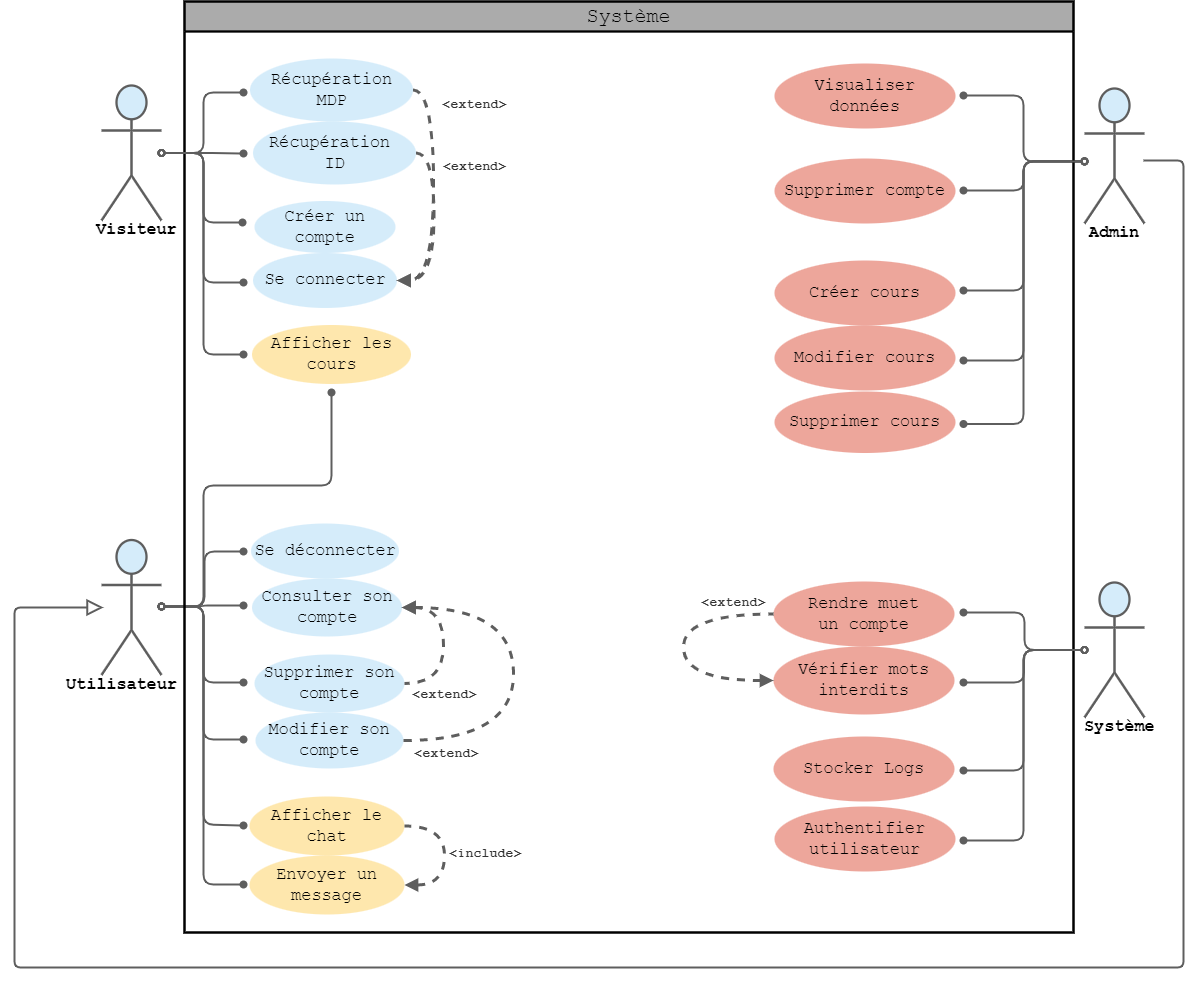 Système
Récupération
MDP
<extend>
Récupération
ID
<extend>
Créer un
compte
Se connecter
Afficher les
cours
Visiteur
Visualiser
données
Supprimer compte
Créer cours
Modifier cours
Supprimer cours
Admin
Se déconnecter
Consulter son
compte
Supprimer son
compte
<extend>
Modifier son
compte
<extend>
Afficher le
chat
<include>
Envoyer un
message
Utilisateur
<extend>
Rendre muet
un compte
Vérifier mots
interdits
Stocker Logs
Authentifier
utilisateur
Système